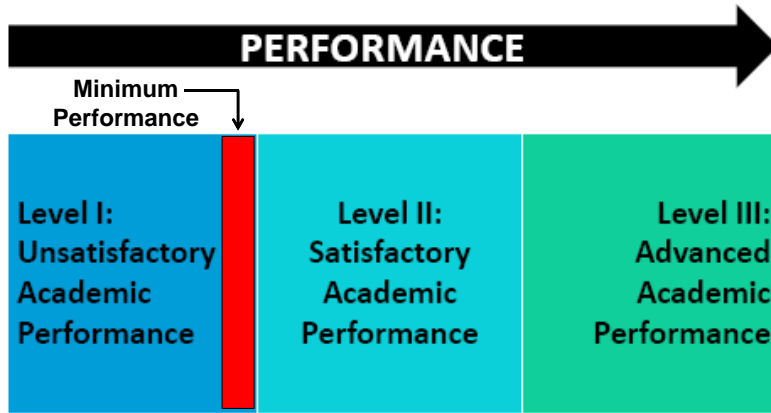 PERFORMANCE
Minimum
Performance
Level I:
Unsatisfactory
Academic
Performance
Level II:
Satisfactory
Academic
Performance
Level III:
Advanced
Academic
Performance